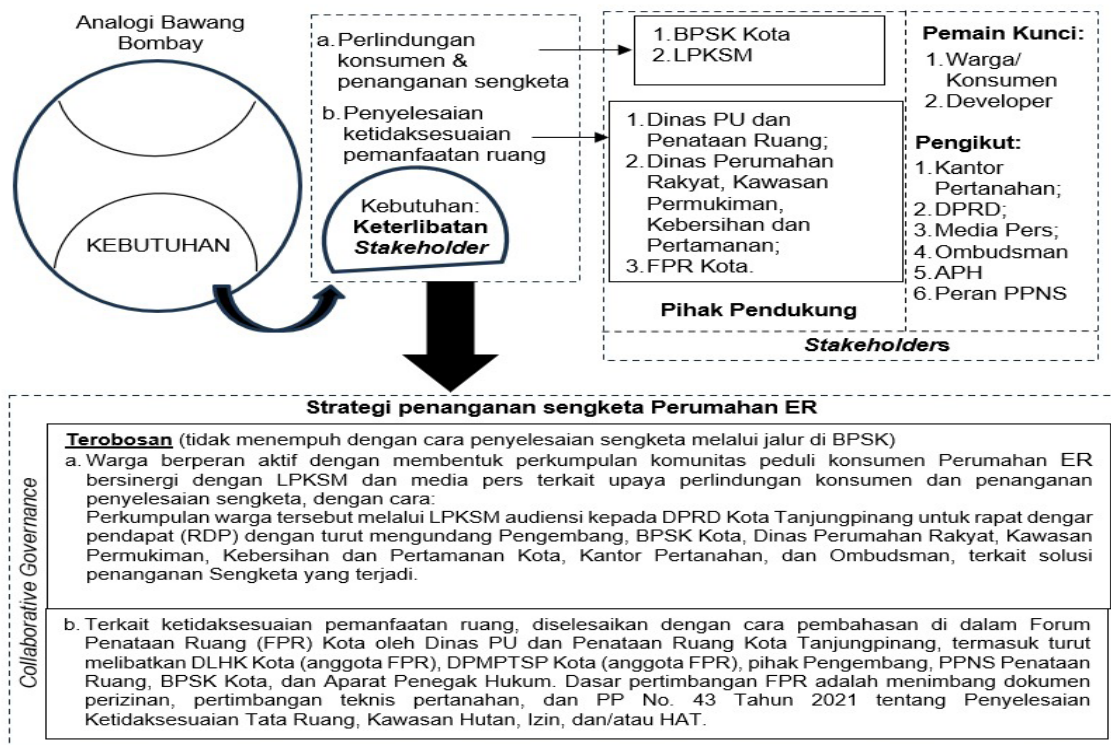 Analogi Bawang
Bombay
KEBUTUHAN
a. Perlindungan
konsumen &
penanganan sengketa
b. Penyelesaian
ketidaksesuaian
pemanfaatan ruang
Kebutuhan:
Keterlibatan
Stakeholder
1. BPSK Kota
2. LPKSM
1. Dinas PU dan
Penataan Ruang;
2. Dinas Perumahan
Rakyat, Kawasan
Permukiman,
Kebersihan dan
Pertamanan;
3. FPR Kota.
Pihak Pendukung
Pemain Kunci:
1. Warga/
Konsumen
2. Developer
Pengikut:
1. Kantor
Pertanahan;
2. DPRD;
3. Media Pers;
4. Ombudsman
5. APH
6. Peran PPNS
Stakeholders
Strategi penanganan sengketa Perumahan ER
Collaborative Governance
Terobosan (tidak menempuh dengan cara penyelesaian sengketa melalui jalur di BPSK)
a. Warga berperan aktif dengan membentuk perkumpulan komunitas peduli konsumen Perumahan ER
bersinergi dengan LPKSM dan media pers terkait upaya perlindungan konsumen dan penanganan
penyelesaian sengketa, dengan cara:
Perkumpulan warga tersebut melalui LPKSM audiensi kepada DPRD Kota Tanjungpinang untuk rapat dengar
pendapat (RDP) dengan turut mengundang Pengembang, BPSK Kota, Dinas Perumahan Rakyat, Kawasan
Permukiman, Kebersihan dan Pertamanan Kota, Kantor Pertanahan, dan Ombudsman, terkait solusi
penanganan Sengketa yang terjadi.
b. Terkait ketidaksesuaian pemanfaatan ruang, diselesaikan dengan cara pembahasan di dalam Forum
Penataan Ruang (FPR) Kota oleh Dinas PU dan Penataan Ruang Kota Tanjungpinang, termasuk turut
melibatkan DLHK Kota (anggota FPR), DPMPTSP Kota (anggota FPR), pihak Pengembang, PPNS Penataan
Ruang, BPSK Kota, dan Aparat Penegak Hukum. Dasar pertimbangan FPR adalah menimbang dokumen
perizinan, pertimbangan teknis pertanahan, dan PP No. 43 Tahun 2021 tentang Penyelesaian
Ketidaksesuaian Tata Ruang, Kawasan Hutan, Izin, dan/atau HAT.